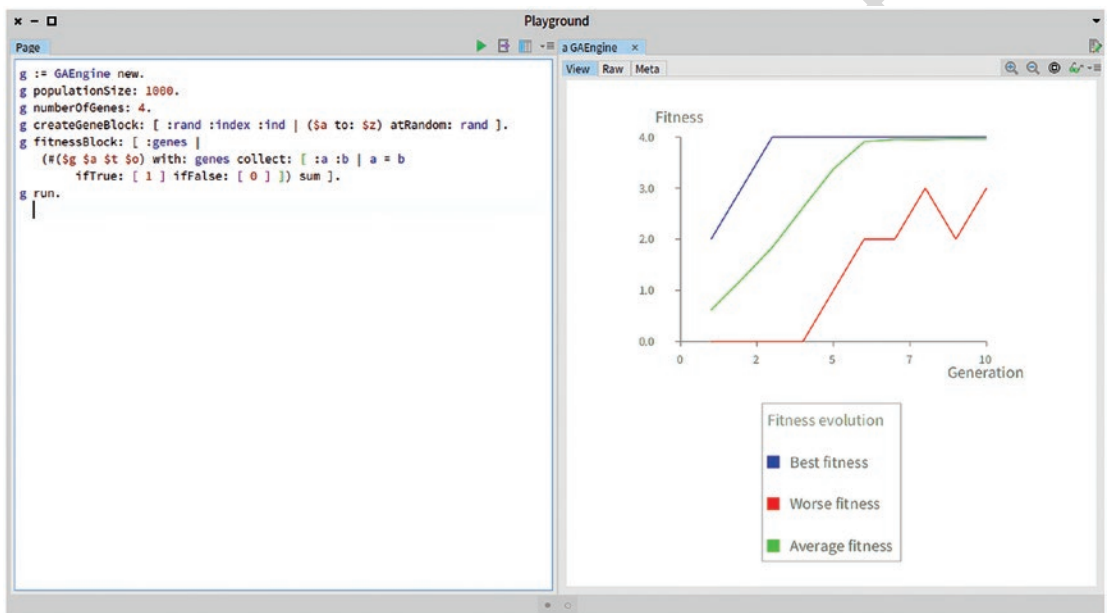 Playground
Page
a GAEngine ×
View Raw Meta
g := GAEngine new.
g populationSize: 1000.
g numberOfGenes: 4.
g createGeneBlock: [ :rand :index :ind | ($a to: $z) atRandom: rand ].
g fitnessBlock: [ :genes |
(#($g $a $t $o) with: genes collect: [ :a :b | a = b
ifTrue: [ 1 ] ifFalse: [ 0 ] ]) sum ].
g run.
Fitness
4.0
3.0
2.0
1.0
0.0
0 2 5 7 10
Generation
Fitness evolution
Best fitness
Worse fitness
Average fitness